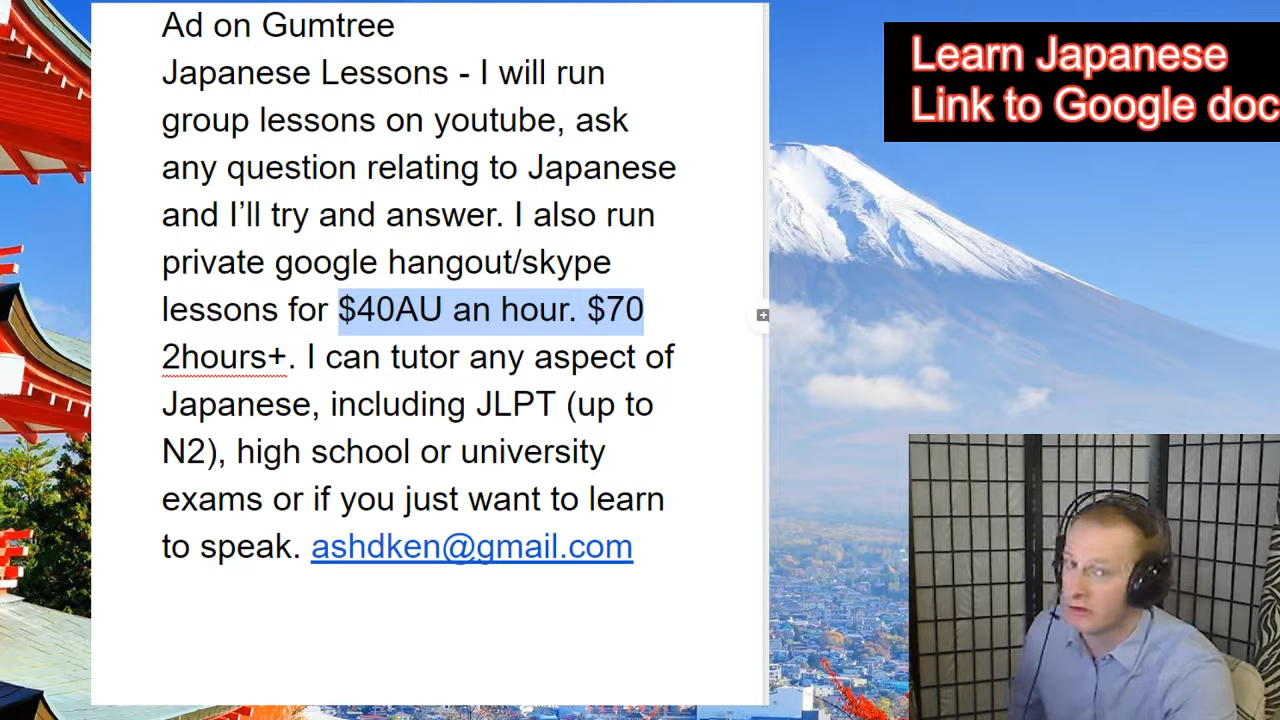 Ad on Gumtree
Japanese Lessons - I will run
group lessons on youtube, ask
any question relating to Japanese
and I’ll try and answer. I also run
private google hangout/skype
lessons for $40AU an hour. $70
2hours+. I can tutor any aspect of
Japanese, including JLPT (up to
N2), high school or university
exams or if you just want to learn
to speak. ashdken@gmail.com
Learn Japanese
Link to Google doc